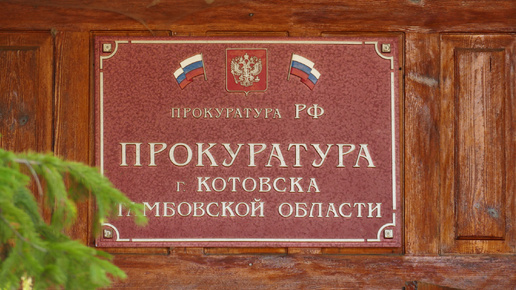 ПРОКУРАТУРА РФ
ПРОКУРАТУРА
Г. КОТОВСКА
ТАМБОВСКОЙ ОБЛАСТИ